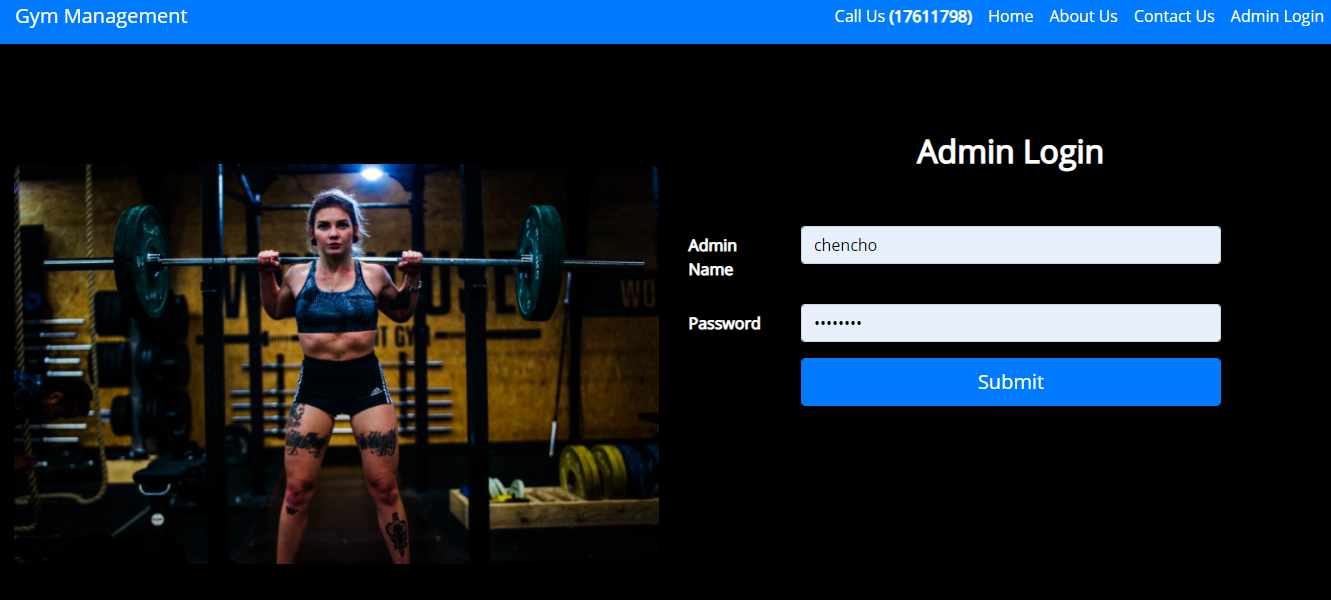 Gym Management
Call Us (17611798) Home About Us Contact Us Admin Login
Admin Login
Admin
Name
chencho
Password
••••••••
Submit
WO